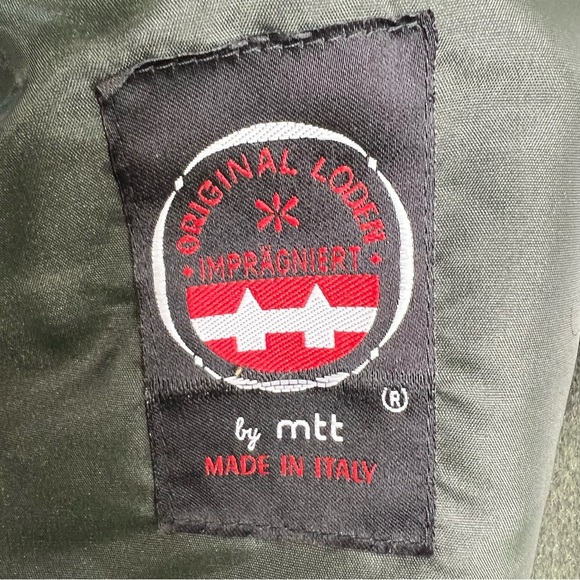 ORIGINAL LODEN
IMPRÄGNIERT
by mtt ®
MADE IN ITALY